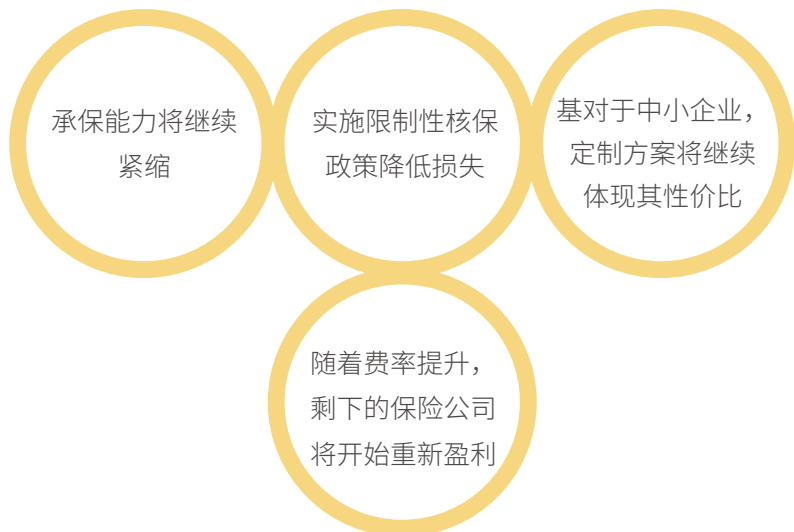 承保能力将继续
紧缩
实施限制性核保
政策降低损失
基对于中小企业，
定制方案将继续
体现其性价比
随着费率提升，
剩下的保险公司
将开始重新盈利